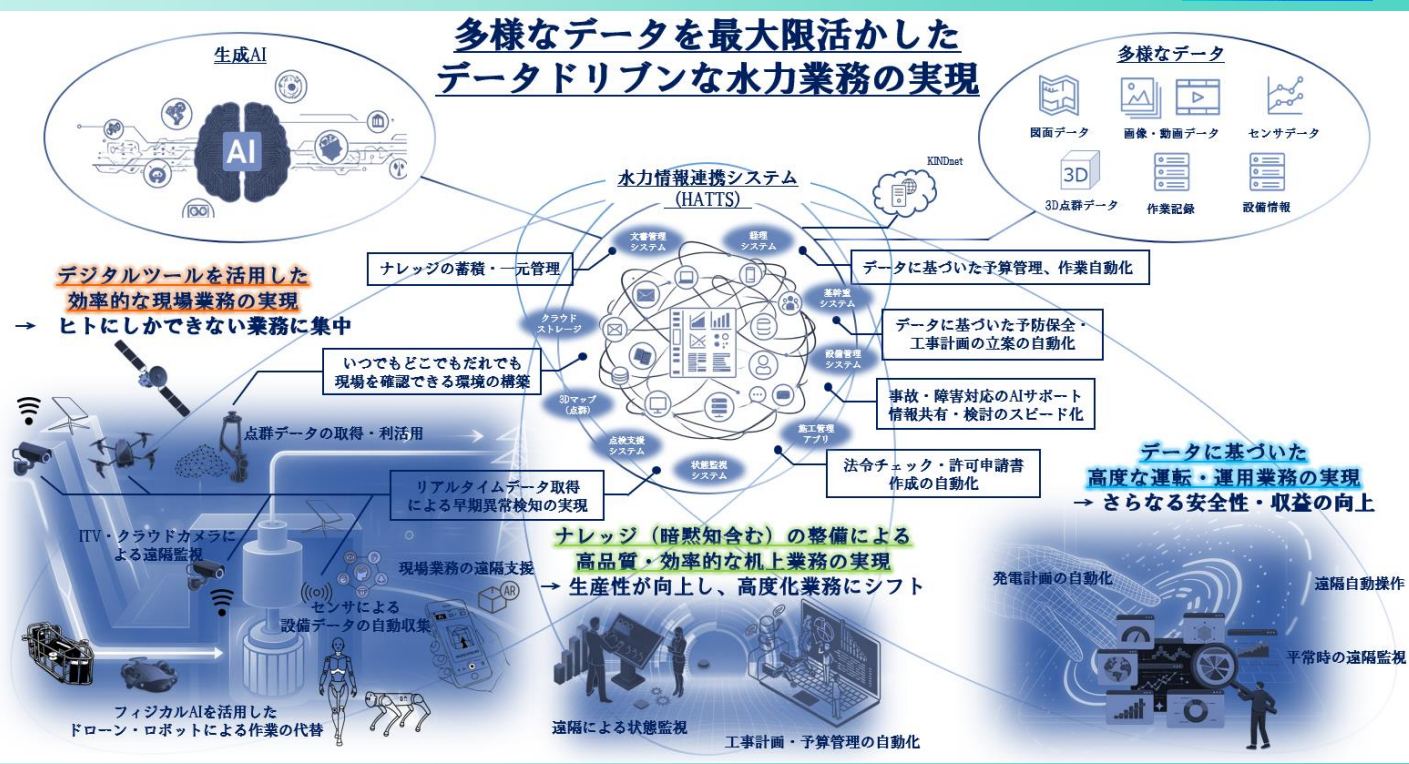 多様なデータを最大限活かした
データドリブンな水力業務の実現
生成AI
AI
多様なデータ
図面データ
画像・動画データ
センサデータ
3D
3D点群データ
作業記録
設備情報
KINDnet
水力情報連携システム
(HATTS)
文書管理
システム
経理
システム
基幹系
システム
設備管理
システム
施工管理
アプリ
状態監視
システム
点検支援
システム
3Dマップ
(点群)
クラウド
ストレージ
ナレッジの蓄積・一元管理
データに基づいた予算管理、作業自動化
データに基づいた予防保全・
工事計画の立案の自動化
いつでもどこでもだれでも
現場を確認できる環境の構築
事故・障害対応のAIサポート
情報共有・検討のスピード化
法令チェック・許可申請書
作成の自動化
リアルタイムデータ取得
による早期異常検知の実現
デジタルツールを活用した
効率的な現場業務の実現
→ ヒトにしかできない業務に集中
点群データの取得・利活用
ITV・クラウドカメラに
よる遠隔監視
現場業務の遠隔支援
AR
センサによる
設備データの自動収集
フィジカルAIを活用した
ドローン・ロボットによる作業の代替
ナレッジ（暗黙知含む）の整備による
高品質・効率的な机上業務の実現
→ 生産性が向上し、高度化業務にシフト
遠隔による状態監視
工事計画・予算管理の自動化
データに基づいた
高度な運転・運用業務の実現
→ さらなる安全性・収益の向上
発電計画の自動化
遠隔自動操作
平常時の遠隔監視